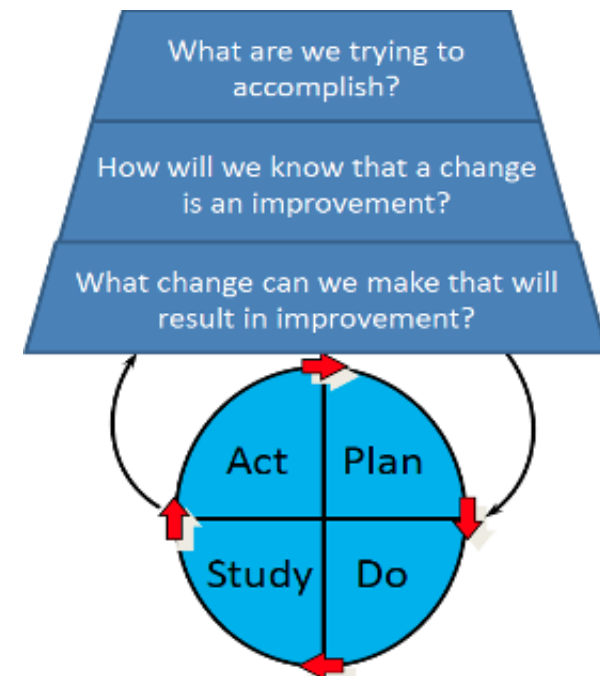 What are we trying to
accomplish?
How will we know that a change
is an improvement?
What change can we make that will
result in improvement?
Act
Plan
Study
Do